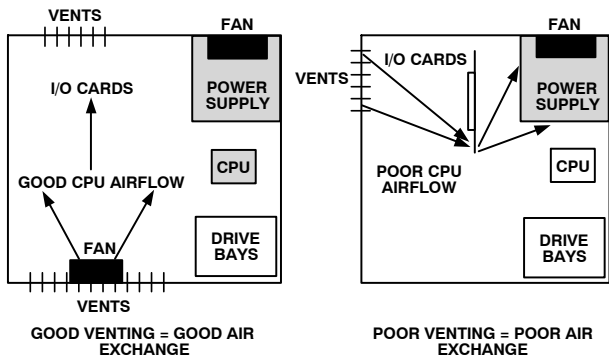 VENTS
FAN
I/O CARDS
POWER
SUPPLY
CPU
GOOD CPU AIRFLOW
FAN
DRIVE
BAYS
VENTS
GOOD VENTING = GOOD AIR
EXCHANGE
FAN
I/O CARDS
VENTS
POWER
SUPPLY
CPU
POOR CPU
AIRFLOW
DRIVE
BAYS
POOR VENTING = POOR AIR
EXCHANGE